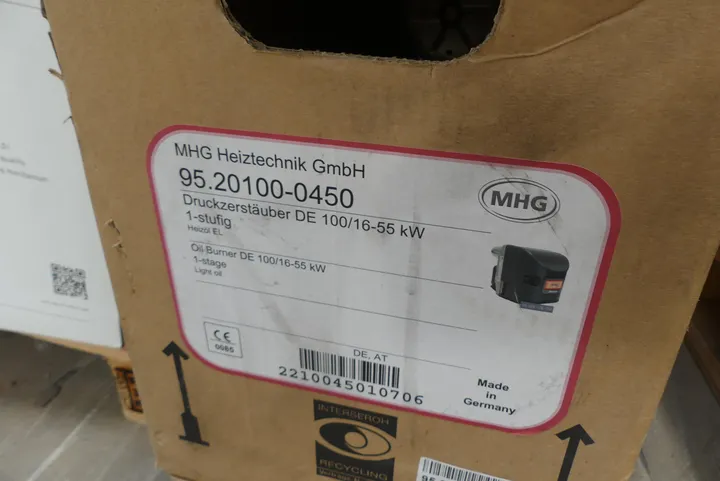 MHG Heiztechnik GmbH
95.20100-0450
MHG
Druckzerstäuber DE 100/16-55 kW
1-stufig
Heizöl EL
Oil Burner DE 100/16-55 kW
1-stage
Light oil
CE
0085
DE, AT
2210045010706
Made in
Germany
INTERSEROH
RECYCLING